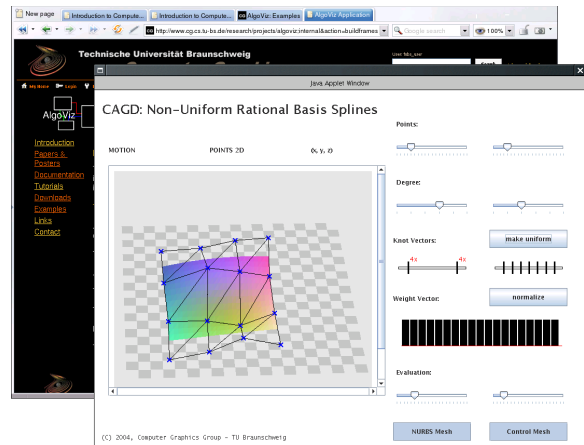 New page
Introduction to Compute...
Introduction to Compute...
AlgoViz: Examples
AlgoViz Application
http://www.cg.cs.tu-bs.de/research/projects/algoviz:internal&action=buildframes
Google search
100%
Technische Universität Braunschweig
My Home
Login
AlgoViz
Introduction
Papers &
Posters
Documentation
Tutorials
Downloads
Examples
Links
Contact
Java Applet Window
CAGD: Non-Uniform Rational Basis Splines
MOTION
POINTS 2D
(x, y, z)
Points:
Degree:
Knot Vectors:
make uniform
4x
4x
Weight Vector:
normalize
Evaluation:
NURBS Mesh
Control Mesh
(C) 2004, Computer Graphics Group - TU Braunschweig